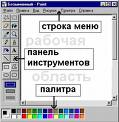 Безымянный - Paint
строка меню
рабочая
панель
инструментов
область
палитра